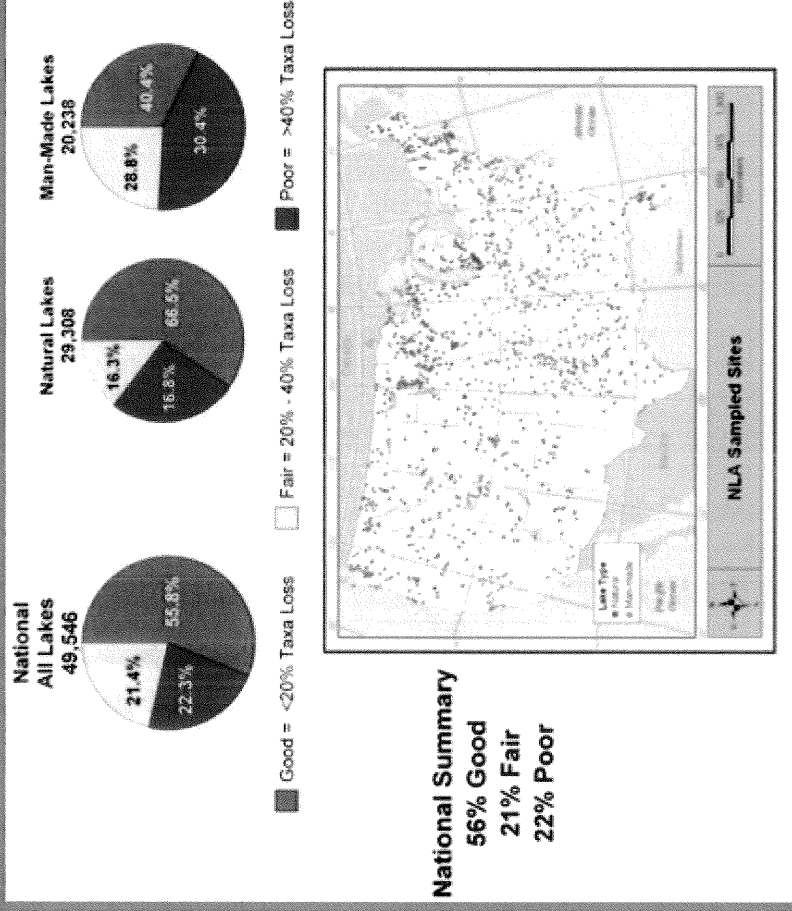 National
All Lakes
49,546
55.8%
21.4%
22.3%
Natural Lakes
29,308
66.5%
16.3%
16.8%
Man-Made Lakes
20,238
40.4%
28.8%
30.4%
Good = <20% Taxa Loss
Fair = 20% - 40% Taxa Loss
Poor = >40% Taxa Loss
National Summary
56% Good
21% Fair
22% Poor
Lake Type
Natural
Man-made
NLA Sampled Sites